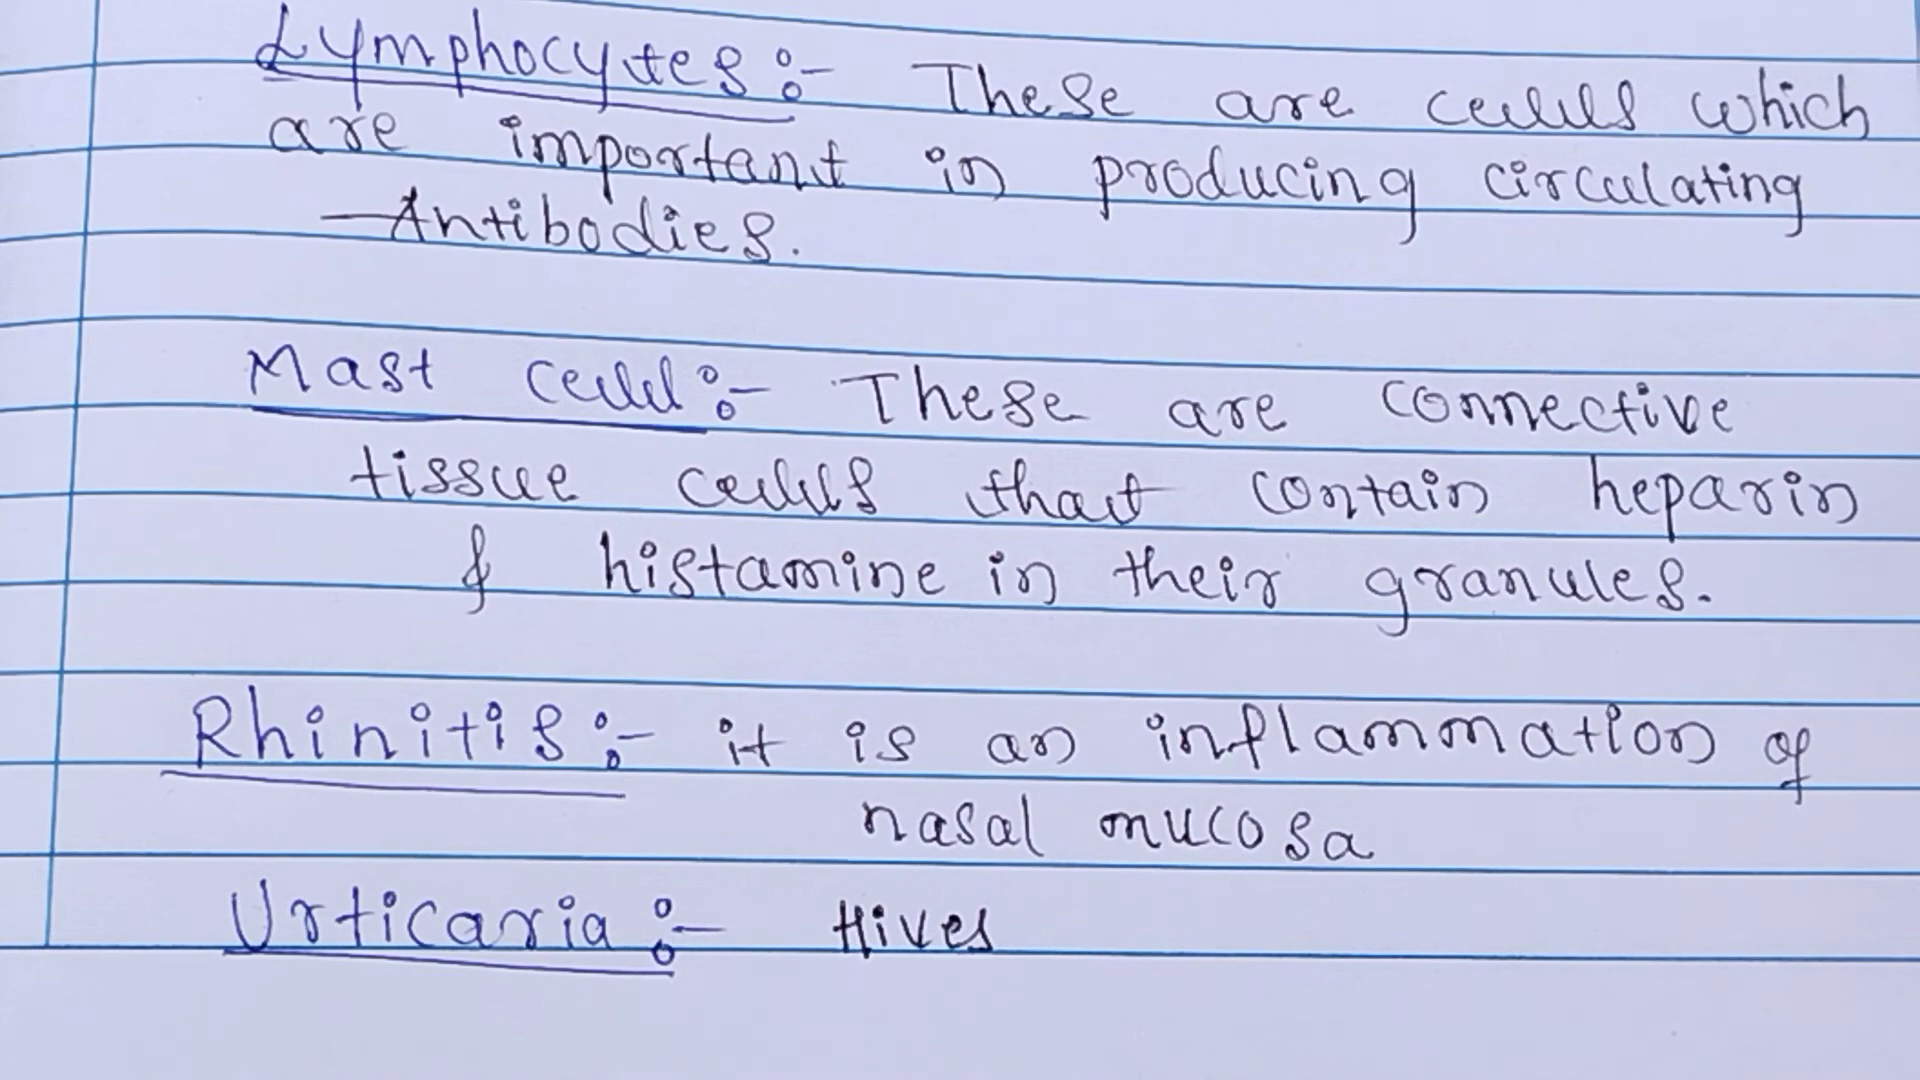 Lymphocytes :- These are cells which
are important in producing circulating
Antibodies.
Mast cell :- These are connective
tissue cells that contain heparin
& histamine in their granules.
Rhinitis :- it is an inflammation of
nasal mucosa
Urticaria :- Hives